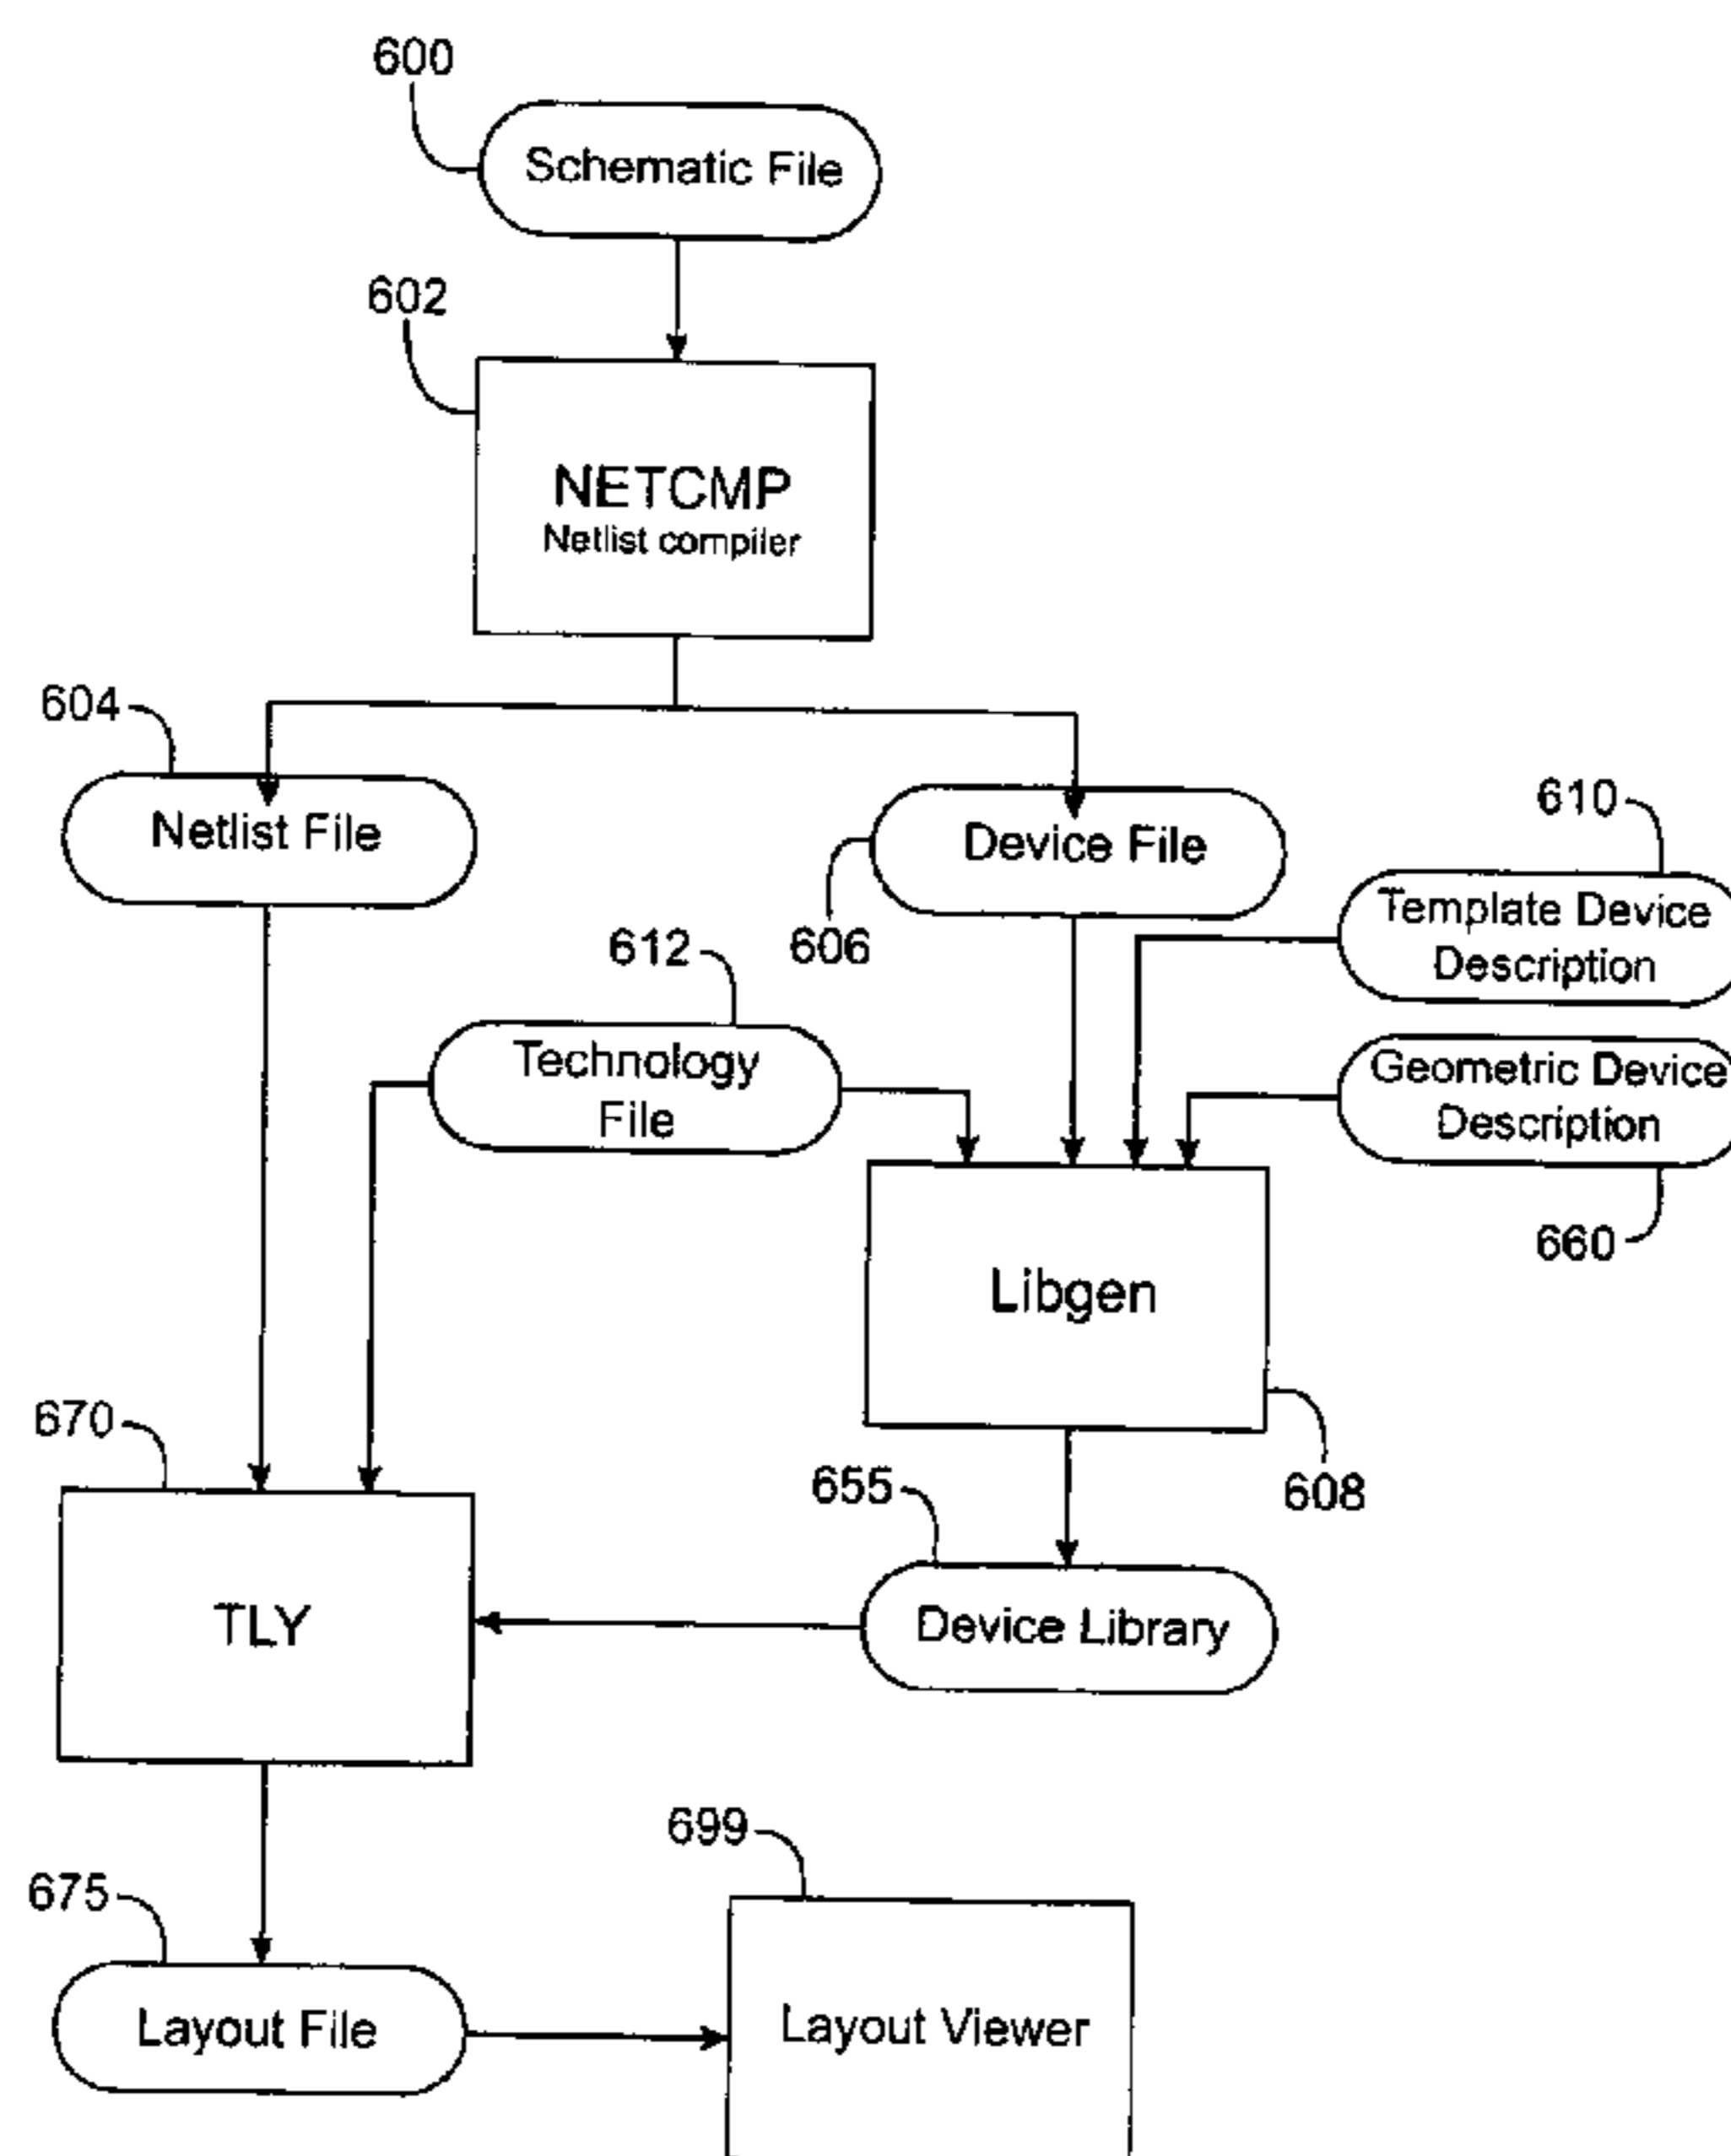 600
Schematic File
602
NETCMP
Netlist compiler
604
Netlist File
Device File
606
610
Template Device
Description
612
Technology
File
Geometric Device
Description
660
Libgen
608
670
TLY
655
Device Library
699
675
Layout File
Layout Viewer